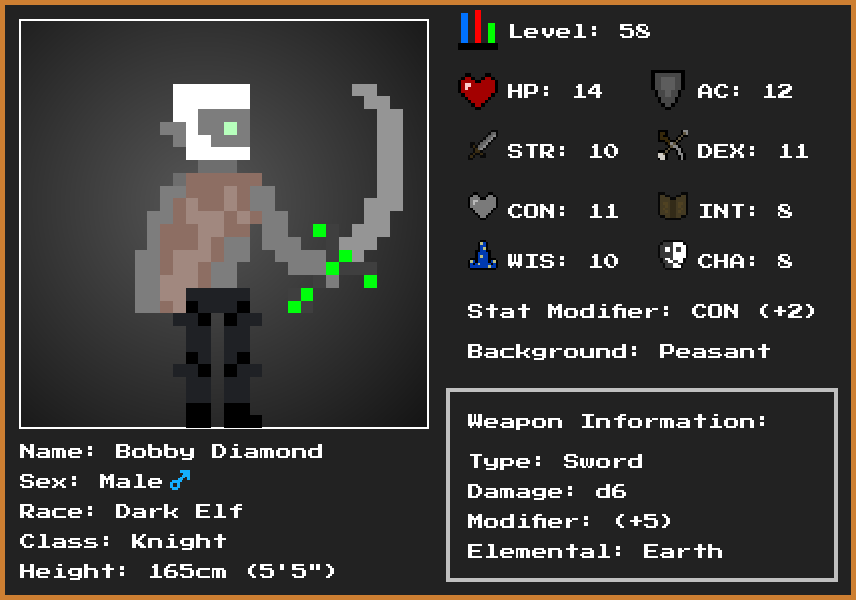 Level: 58
HP: 14 AC: 12
STR: 10 DEX: 11
CON: 11 INT: 8
WIS: 10 CHA: 8
Stat Modifier: CON (+2)
Background: Peasant
Weapon Information:
Type: Sword
Damage: d6
Modifier: (+5)
Elemental: Earth
Name: Bobby Diamond
Sex: Male♂
Race: Dark Elf
Class: Knight
Height: 165cm (5'5")